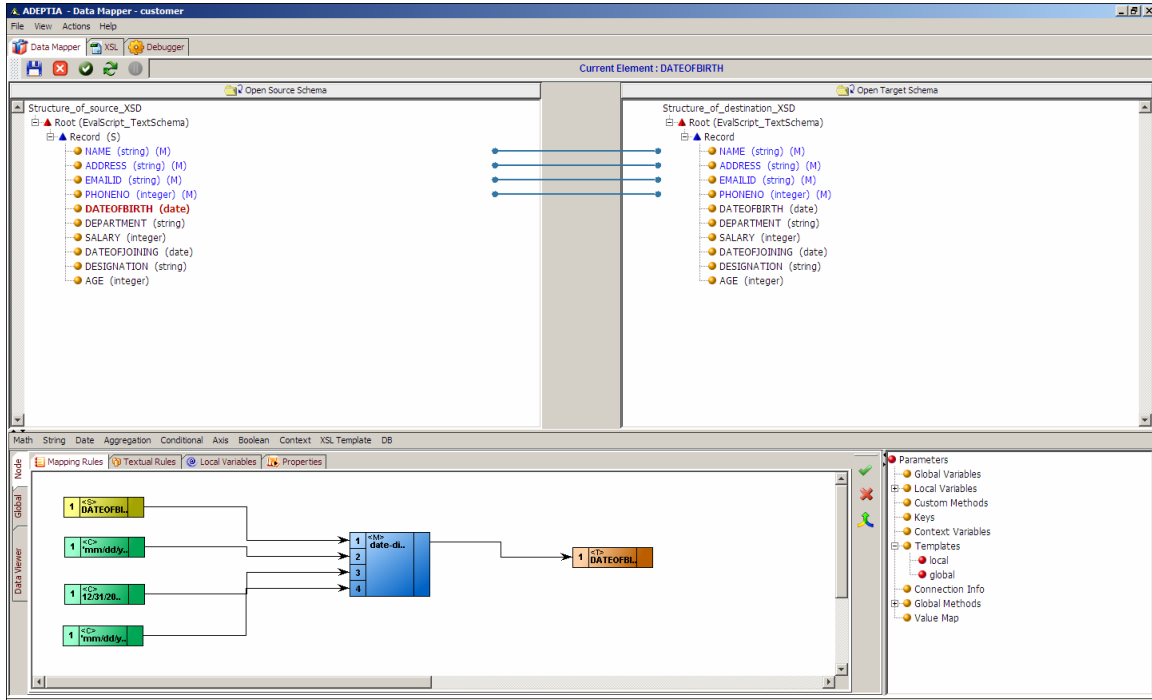 ADEPTIA - Data Mapper - customer
File View Actions Help
Data Mapper XSL Debugger
Current Element : DATEOFBIRTH
Open Source Schema Open Target Schema
Structure_of_source_XSD
Root (EvalScript_TextSchema)
Record (S)
NAME (string) (M)
ADDRESS (string) (M)
EMAILID (string) (M)
PHONENO (integer) (M)
DATEOFBIRTH (date)
DEPARTMENT (string)
SALARY (integer)
DATEOFJOINING (date)
DESIGNATION (string)
AGE (integer)
Structure_of_destination_XSD
Root (EvalScript_TextSchema)
Record
NAME (string) (M)
ADDRESS (string) (M)
EMAILID (string) (M)
PHONENO (integer) (M)
DATEOFBIRTH (date)
DEPARTMENT (string)
SALARY (integer)
DATEOFJOINING (date)
DESIGNATION (string)
AGE (integer)
Math String Date Aggregation Conditional Axis Boolean Context XSL Template DB
Node
Global
Data Viewer
Mapping Rules Textual Rules Local Variables Properties
<S>
1 DATEOFBI..
<C>
1 'mm/dd/y..
<C>
1 12/31/20..
<C>
1 'mm/dd/y..
<M>
1 date-di..
2
3
4
<T>
1 DATEOFBI..
Parameters
Global Variables
Local Variables
Custom Methods
Keys
Context Variables
Templates
local
global
Connection Info
Global Methods
Value Map